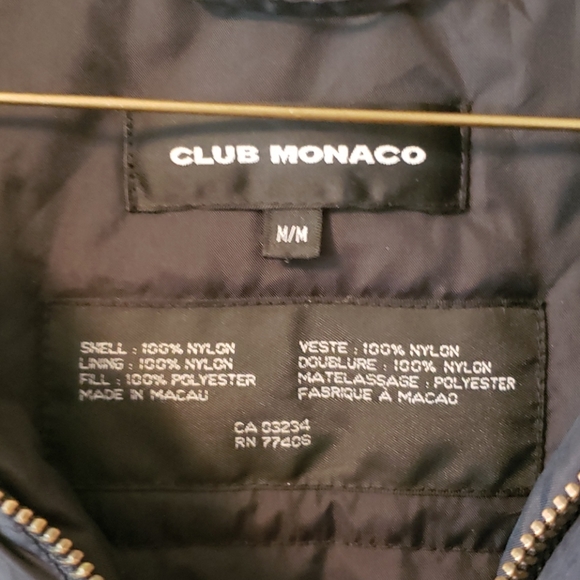 CLUB MONACO
M/M
SHELL : 100% NYLON
LINING : 100% NYLON
FILL : 100% POLYESTER
MADE IN MACAU
VESTE : 100% NYLON
DOUBLURE : 100% NYLON
MATELASSAGE : POLYESTER
FABRIQUE À MACAO
CA 03234
RN 77406